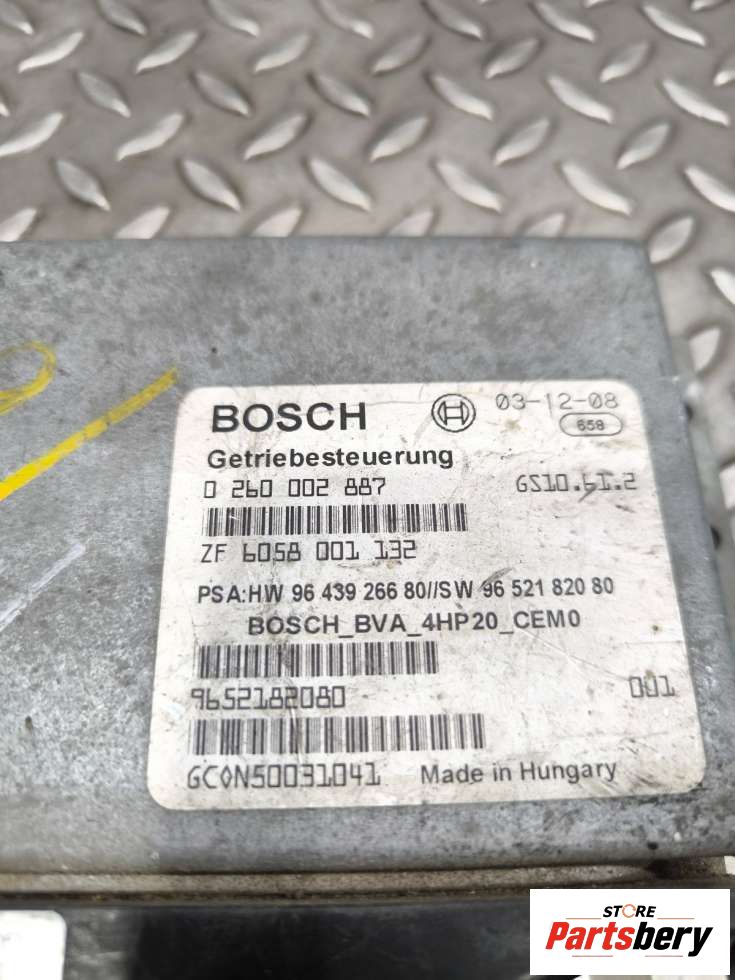 BOSCH 03-12-08
658
Getriebesteuerung
0 260 002 887 GS10.61.2
ZF 6058 001 132
PSA:HW 96 439 266 80//SW 96 521 820 80
BOSCH_BVA_4HP20_CEM0
9652182080 001
GC0N50031041 Made in Hungary
STORE
Partsbery